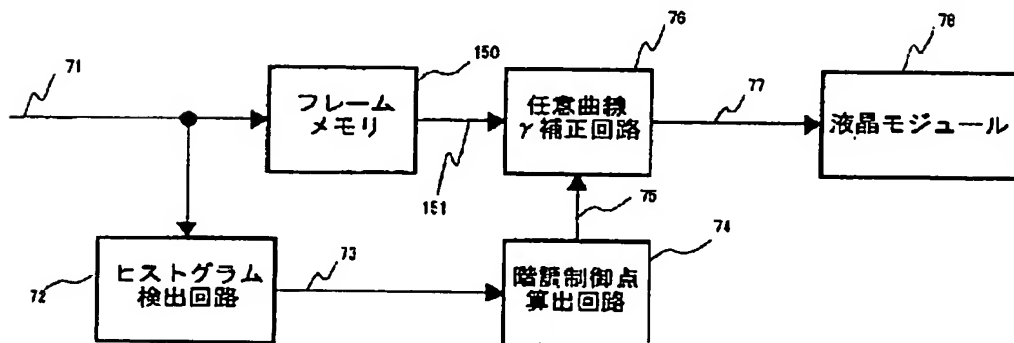 71
150
フレーム
メモリ
151
76
任意曲線
γ補正回路
77
78
液晶モジュール
75
72
ヒストグラム
検出回路
73
74
階調制御点
算出回路